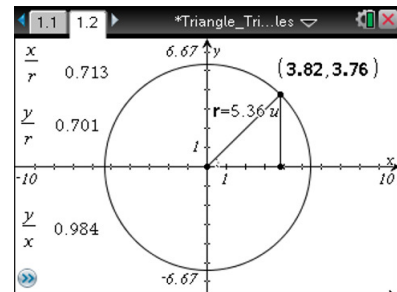 1.1 1.2 *Triangle_Tri...les
x/r 0.713
6.67 y
(3.82,3.76)
y/r 0.701
r=5.36 u
1
x
-10 1 10
y/x 0.984
-6.67